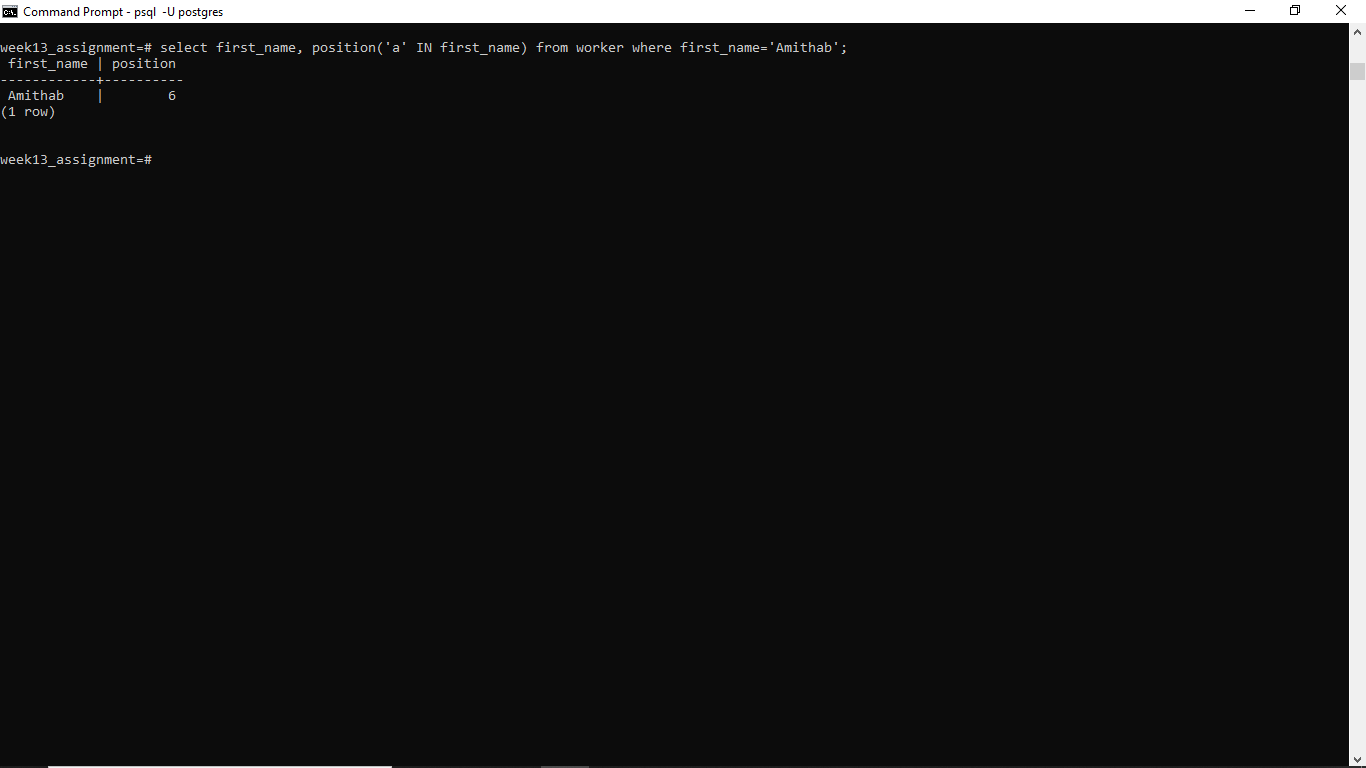 Command Prompt - psql -U postgres
week13_assignment=# select first_name, position('a' IN first_name) from worker where first_name='Amithab';
 first_name | position
------------+----------
 Amithab    |        6
(1 row)
week13_assignment=#